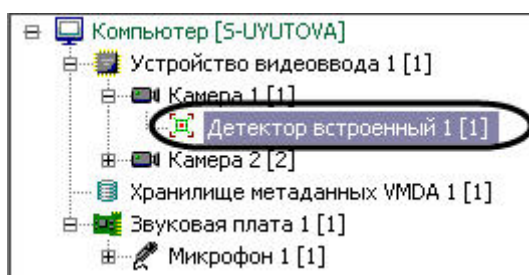 Компьютер [S-UYUTOVA]
Устройство видеоввода 1 [1]
Камера 1 [1]
Детектор встроенный 1 [1]
Камера 2 [2]
Хранилище метаданных VMDA 1 [1]
Звуковая плата 1 [1]
Микрофон 1 [1]